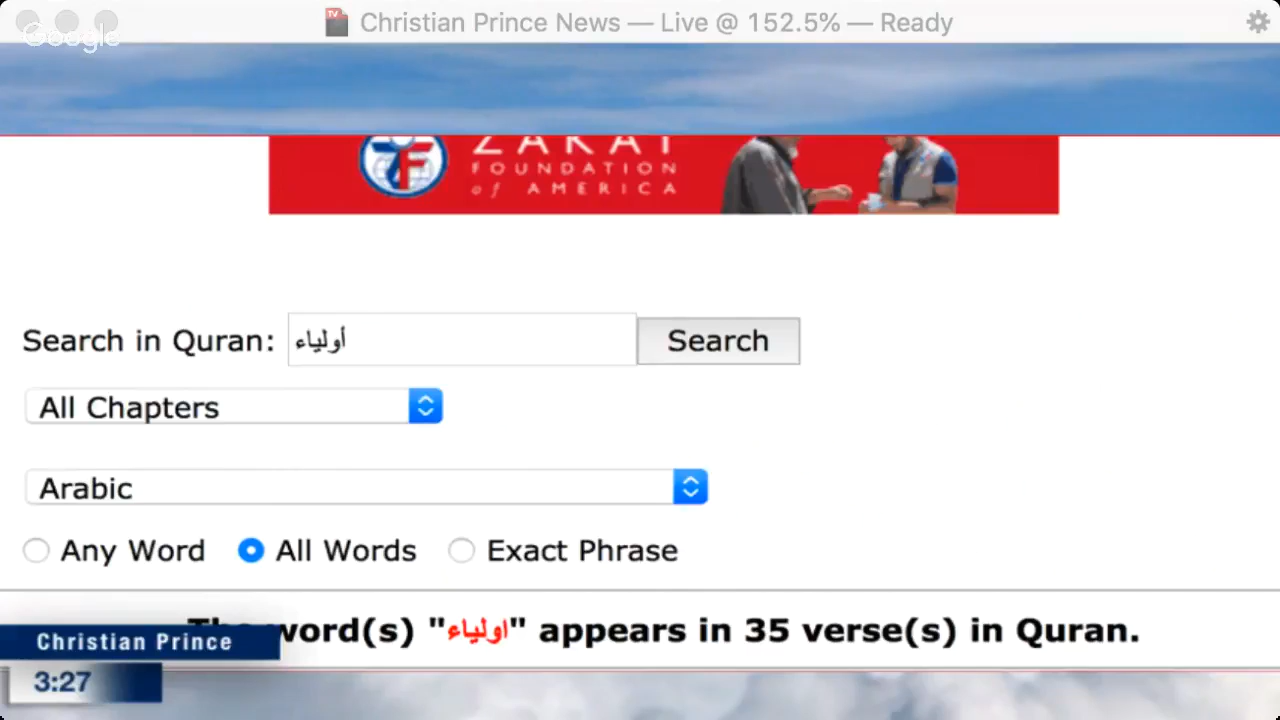 Christian Prince News — Live @ 152.5% — Ready
Google
ZAKAT
FOUNDATION
of AMERICA
Search in Quran: أولياء Search
All Chapters
Arabic
Any Word All Words Exact Phrase
word(s) "اولياء" appears in 35 verse(s) in Quran.
Christian Prince
3:27